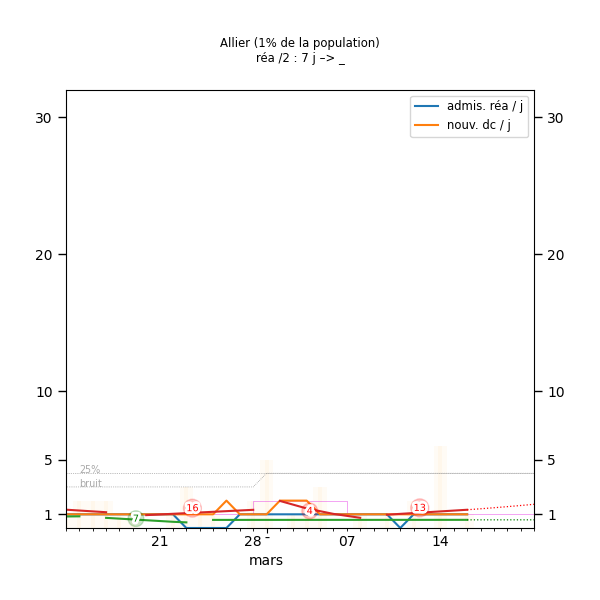 Allier (1% de la population)
réa /2 : 7 j –> _
admis. réa / j
nouv. dc / j
30 30
20 20
10 10
5 5
25%
bruit
16
4
13
7
1 1
21 28 07 14
mars